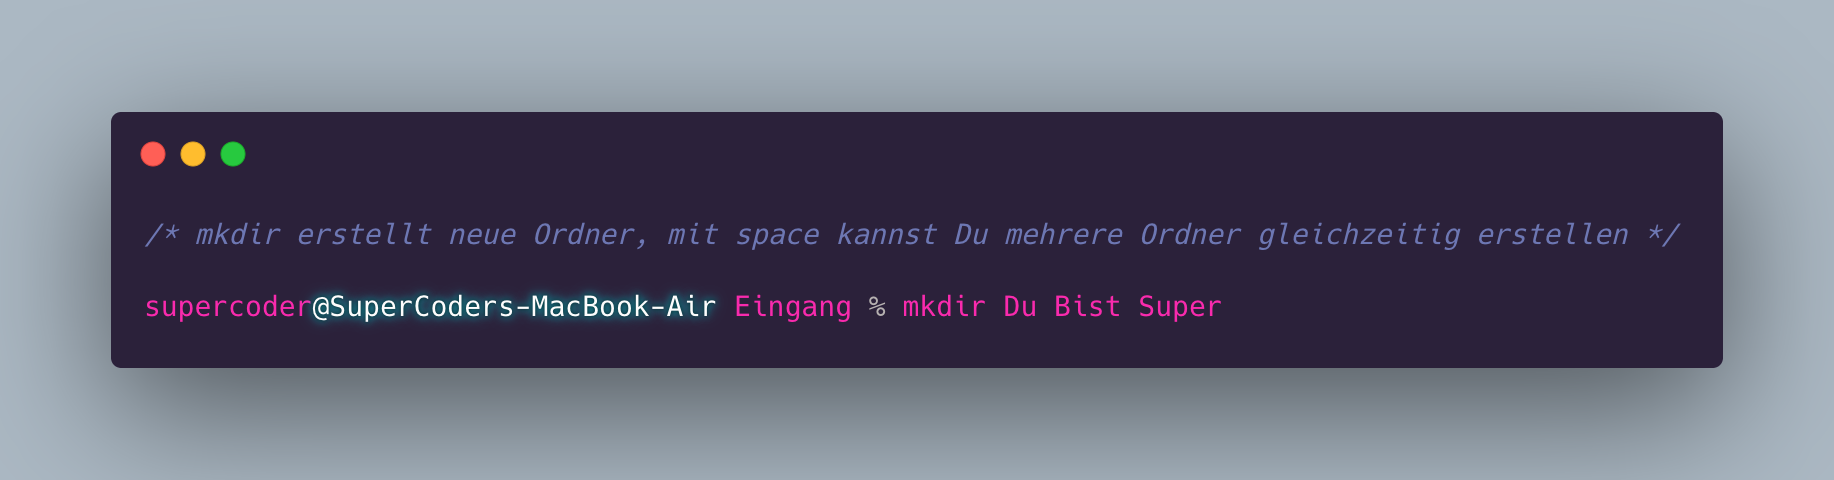 /* mkdir erstellt neue Ordner, mit space kannst Du mehrere Ordner gleichzeitig erstellen */
supercoder@SuperCoders-MacBook-Air Eingang % mkdir Du Bist Super